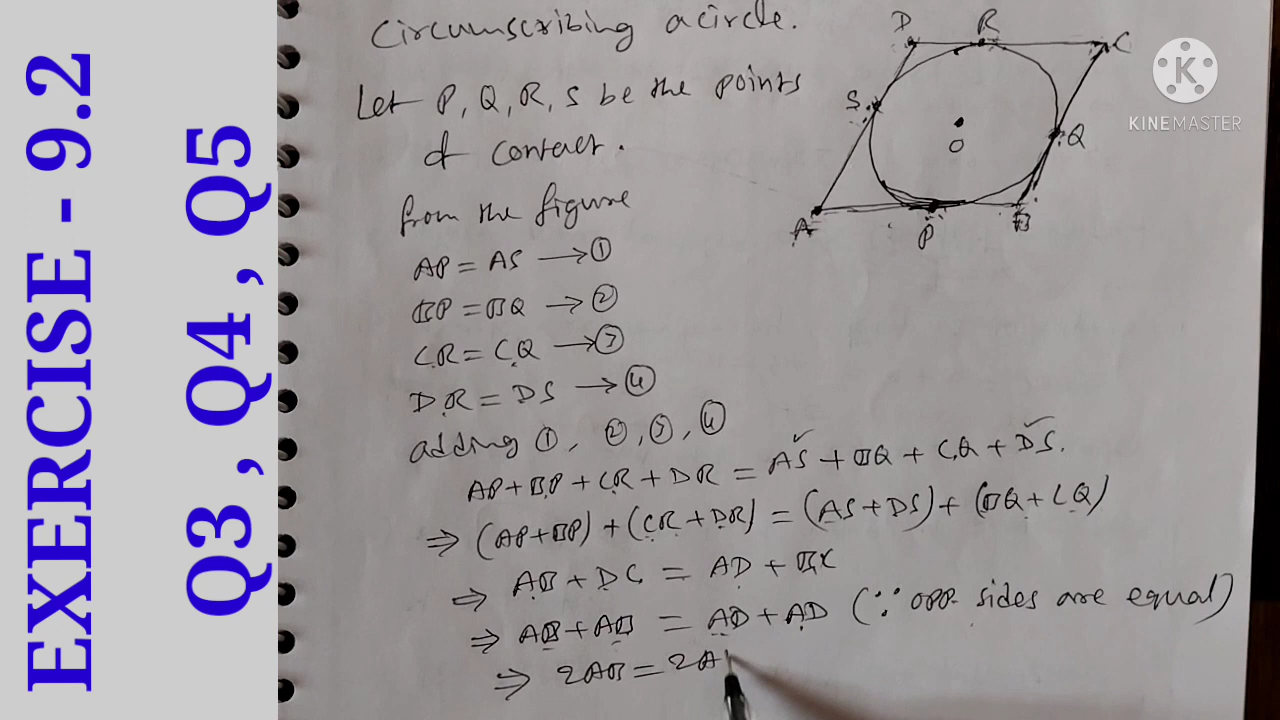 EXERCISE - 9.2
Q3, Q4, Q5
Circumscribing a circle.
Let P, Q, R, S be the points
of contact.
from the figure
AP = AS → ①
BP = BQ → ②
CR = CQ → ③
DR = DS → ④
adding ①, ②, ③, ④
AP + BP + CR + DR = AS + BQ + CQ + DS.
⇒ (AP+BP) + (CR + DR) = (AS + DS) + (BQ + CQ)
⇒ AB + DC = AD + BC
⇒ AB + AB = AD + AD (∵ opp. sides are equal)
⇒ 2AB = 2A
D R C
S Q
O
A P B
K
KINEMASTER